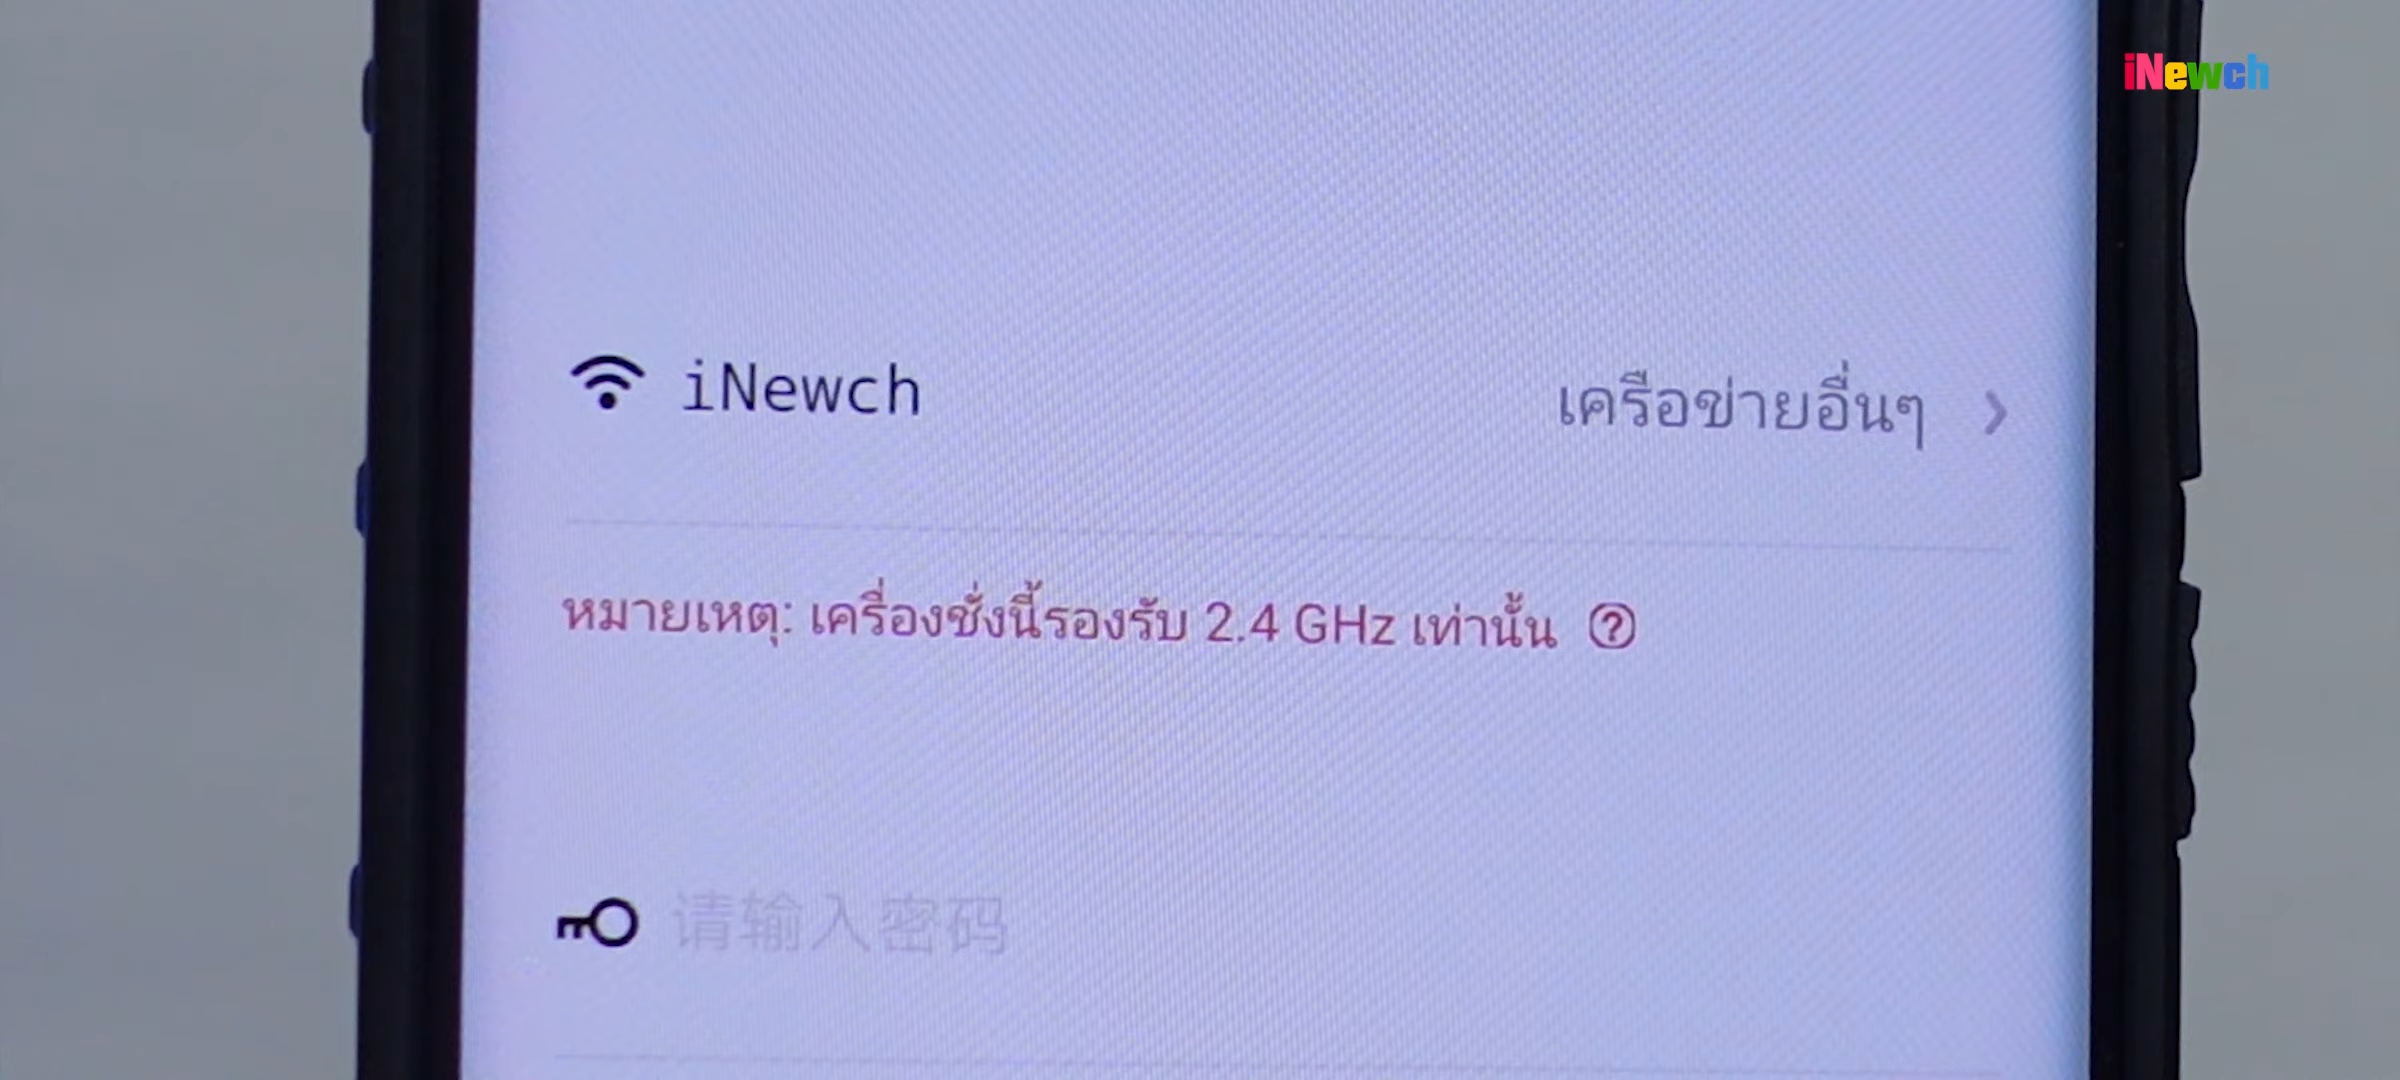 iNewch
iNewch เครือข่ายอื่นๆ
หมายเหตุ: เครื่องชั่งนี้รองรับ 2.4 GHz เท่านั้น
请输入密码